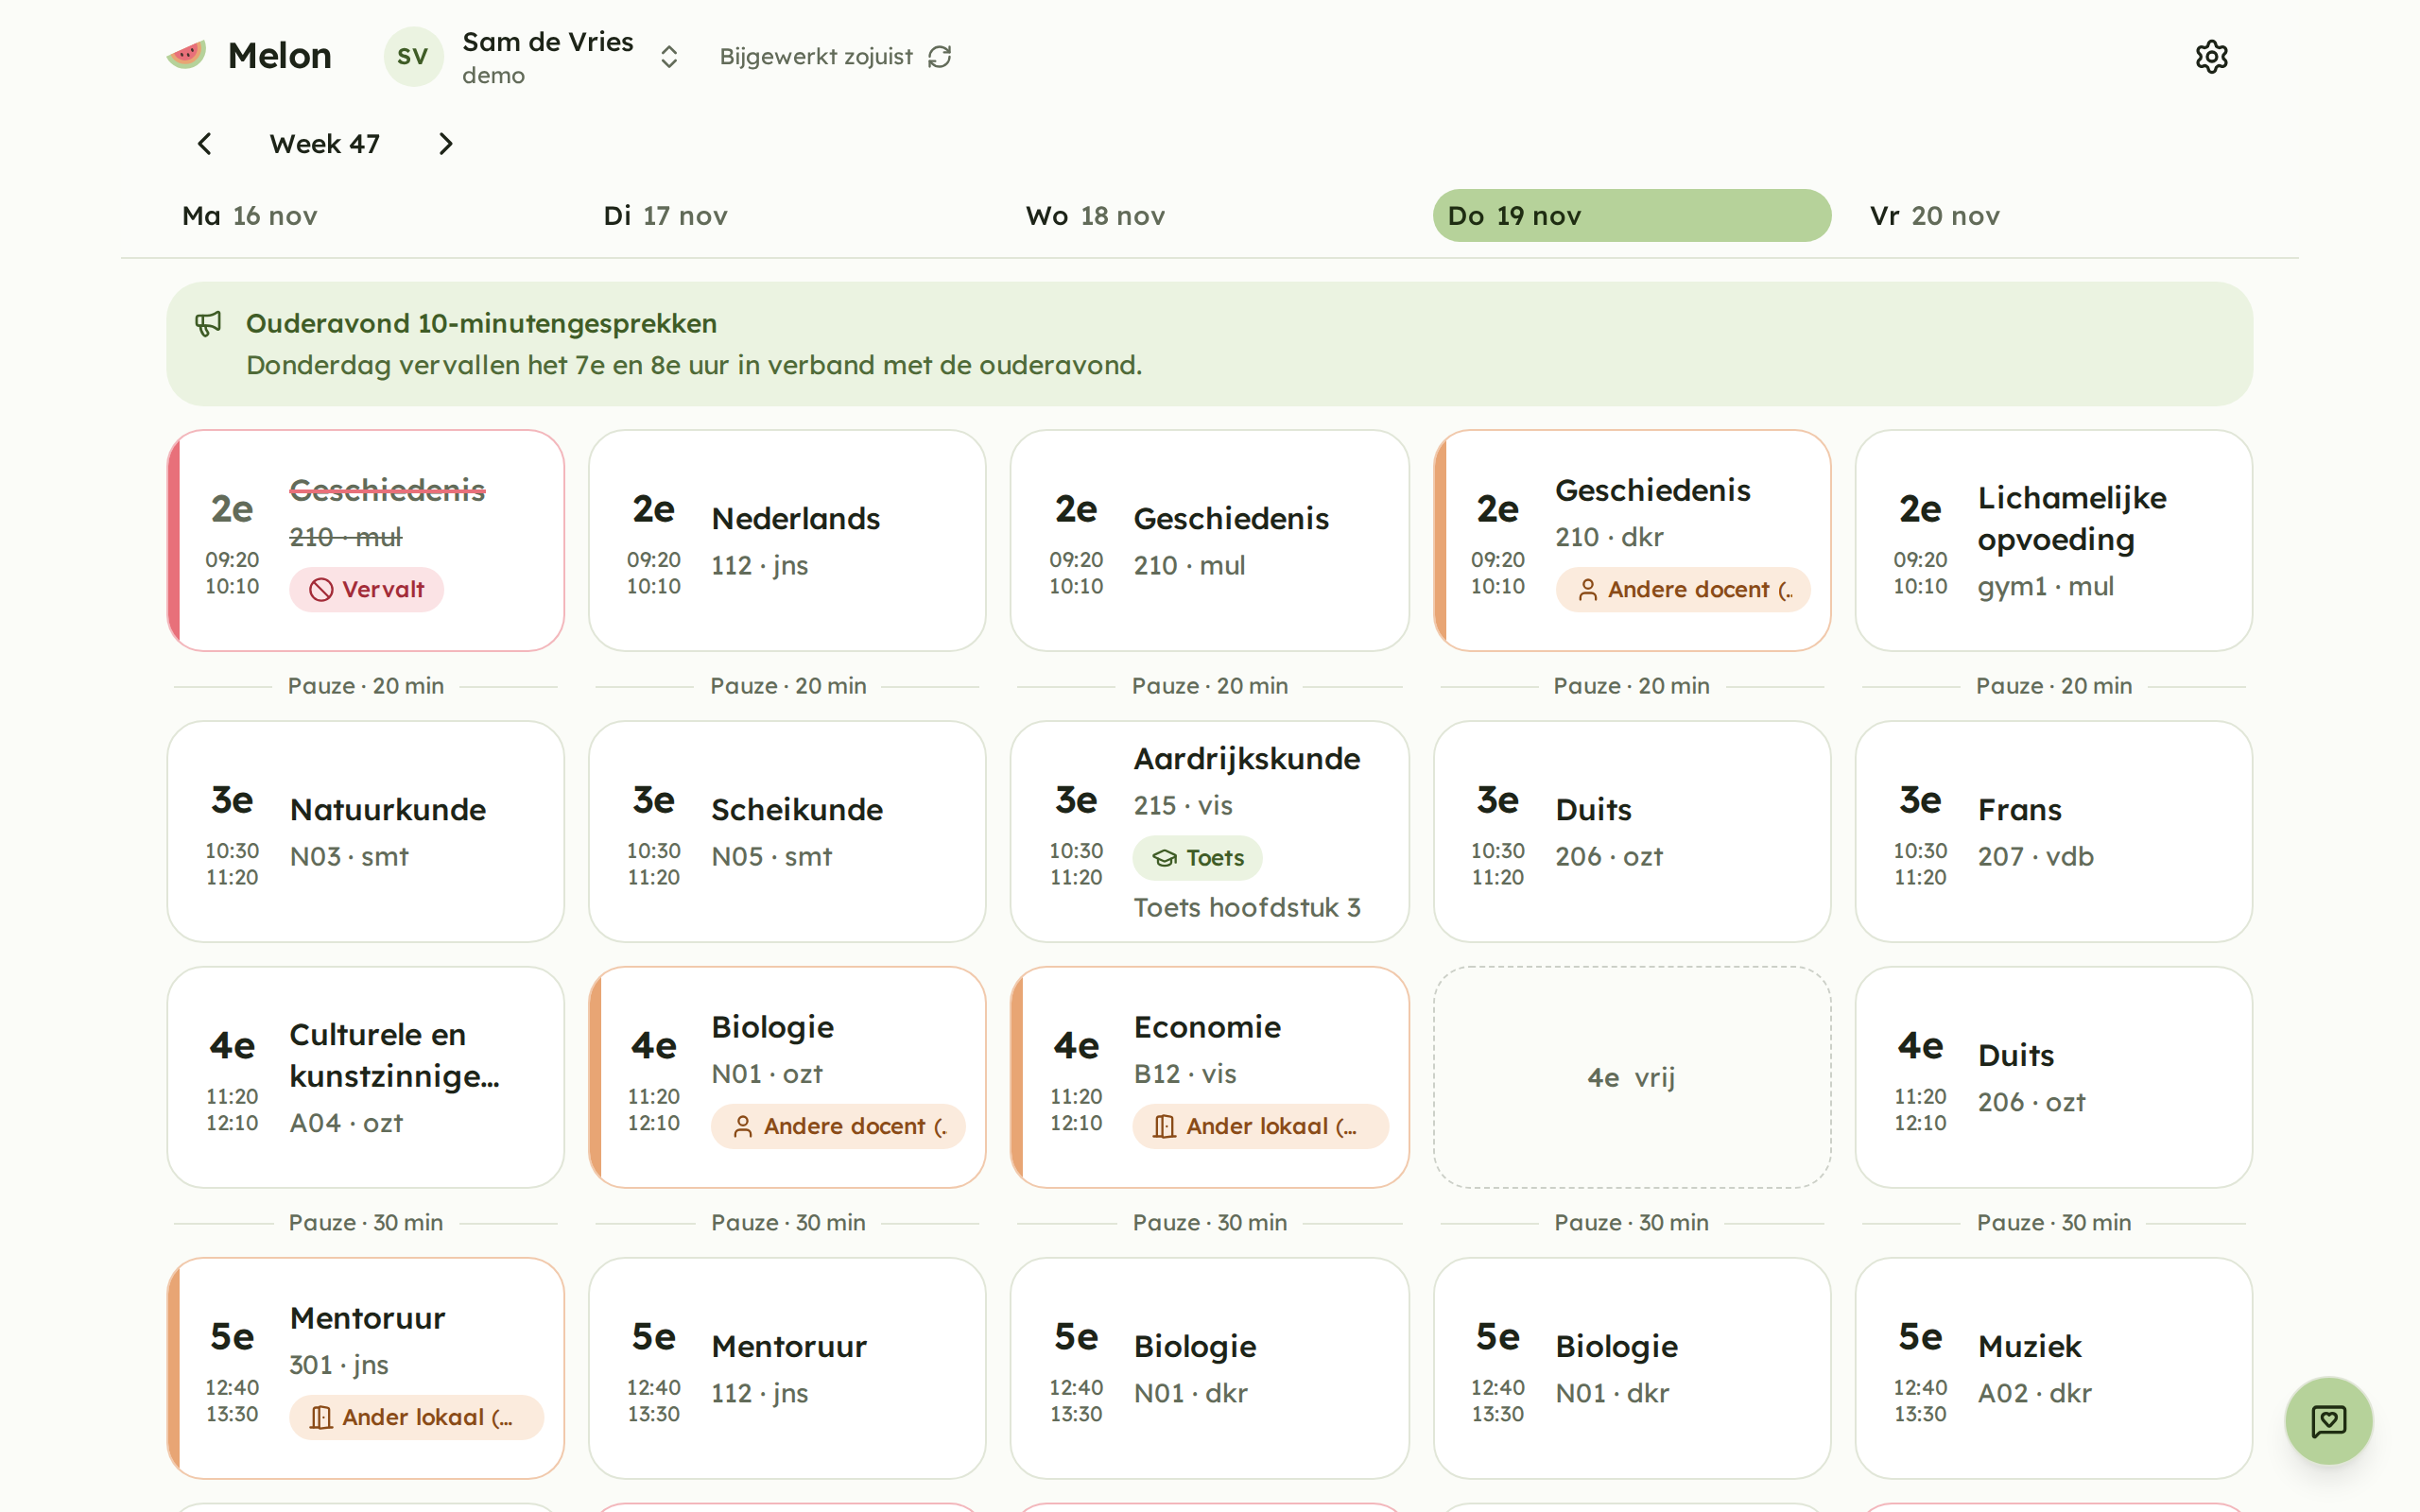 Melon
SV
Sam de Vries
demo
Bijgewerkt zojuist
Week 47
Ma 16 nov
Di 17 nov
Wo 18 nov
Do 19 nov
Vr 20 nov
Ouderavond 10-minutengesprekken
Donderdag vervallen het 7e en 8e uur in verband met de ouderavond.
2e
09:20
10:10
Geschiedenis
210 · mul
Vervalt
2e
09:20
10:10
Nederlands
112 · jns
2e
09:20
10:10
Geschiedenis
210 · mul
2e
09:20
10:10
Geschiedenis
210 · dkr
Andere docent (..
2e
09:20
10:10
Lichamelijke
opvoeding
gym1 · mul
Pauze · 20 min
Pauze · 20 min
Pauze · 20 min
Pauze · 20 min
Pauze · 20 min
3e
10:30
11:20
Natuurkunde
N03 · smt
3e
10:30
11:20
Scheikunde
N05 · smt
3e
10:30
11:20
Aardrijkskunde
215 · vis
Toets
Toets hoofdstuk 3
3e
10:30
11:20
Duits
206 · ozt
3e
10:30
11:20
Frans
207 · vdb
4e
11:20
12:10
Culturele en
kunstzinnige...
A04 · ozt
4e
11:20
12:10
Biologie
N01 · ozt
Andere docent (.
4e
11:20
12:10
Economie
B12 · vis
Ander lokaal (...
4e vrij
4e
11:20
12:10
Duits
206 · ozt
Pauze · 30 min
Pauze · 30 min
Pauze · 30 min
Pauze · 30 min
Pauze · 30 min
5e
12:40
13:30
Mentoruur
301 · jns
Ander lokaal (...
5e
12:40
13:30
Mentoruur
112 · jns
5e
12:40
13:30
Biologie
N01 · dkr
5e
12:40
13:30
Biologie
N01 · dkr
5e
12:40
13:30
Muziek
A02 · dkr